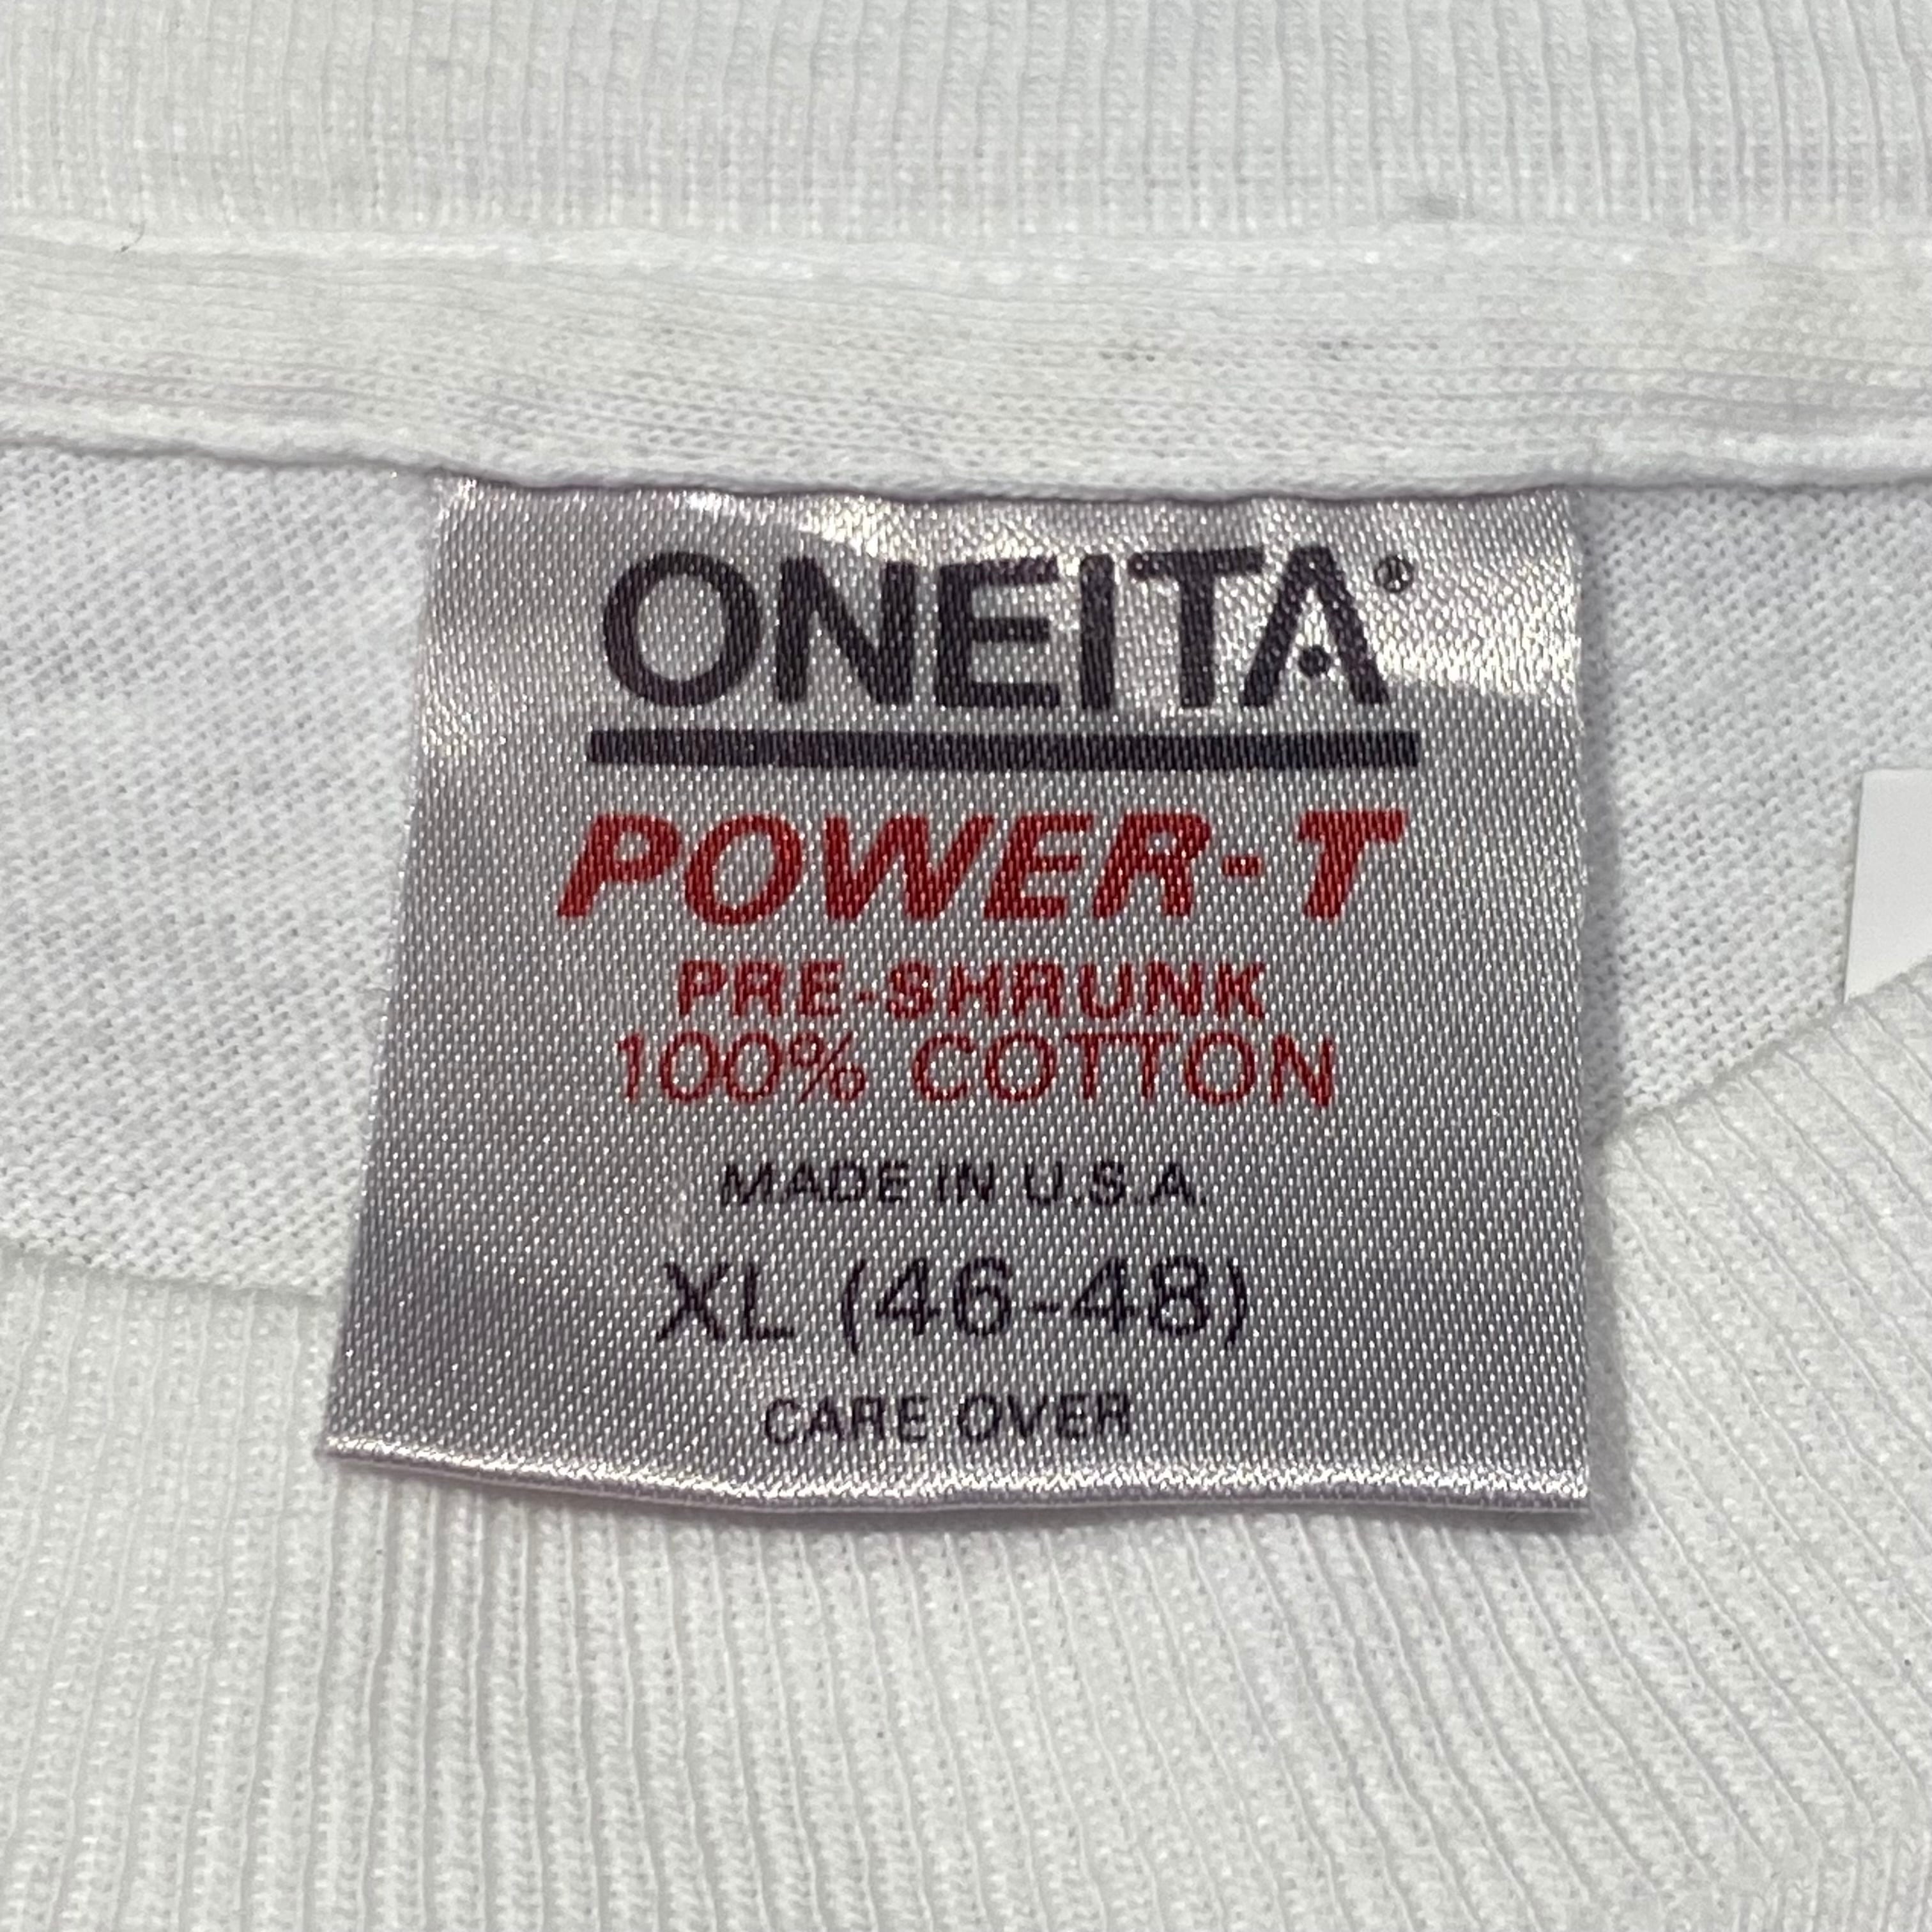 ONEITA®
POWER-T
PRE-SHRUNK
100% COTTON
MADE IN U.S.A.
XL (46-48)
CARE OVER